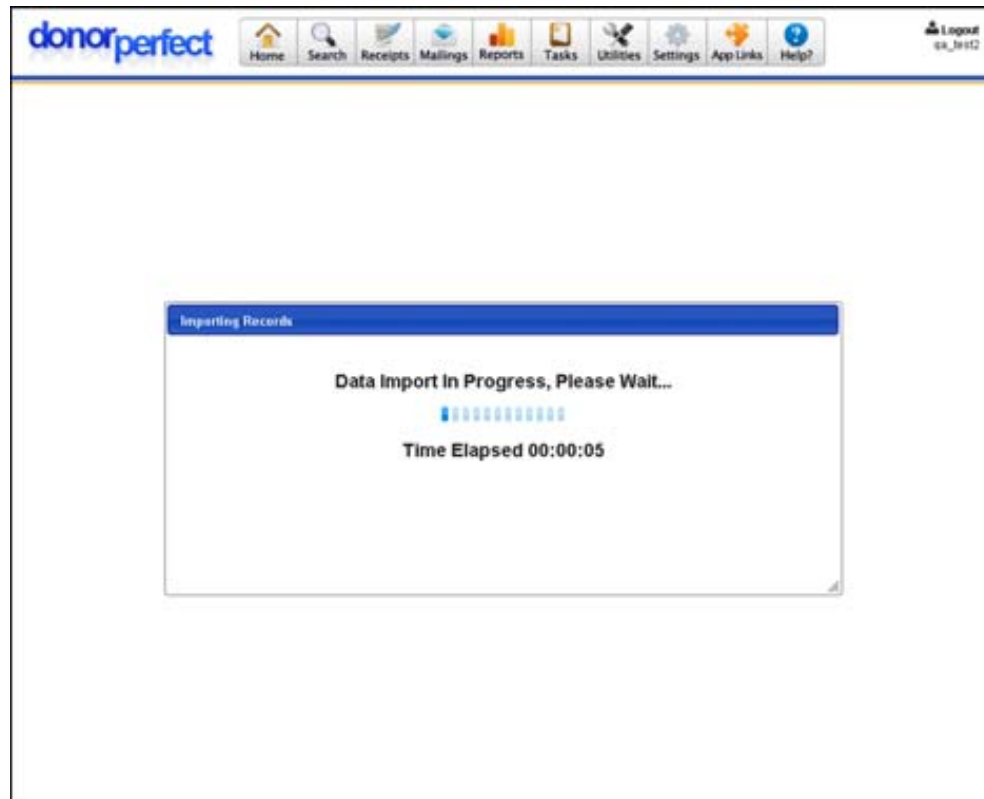 donorperfect
Home Search Receipts Mailings Reports Tasks Utilities Settings App Links Help?
Logout
qa_test2
Importing Records
Data Import In Progress, Please Wait...
Time Elapsed 00:00:05